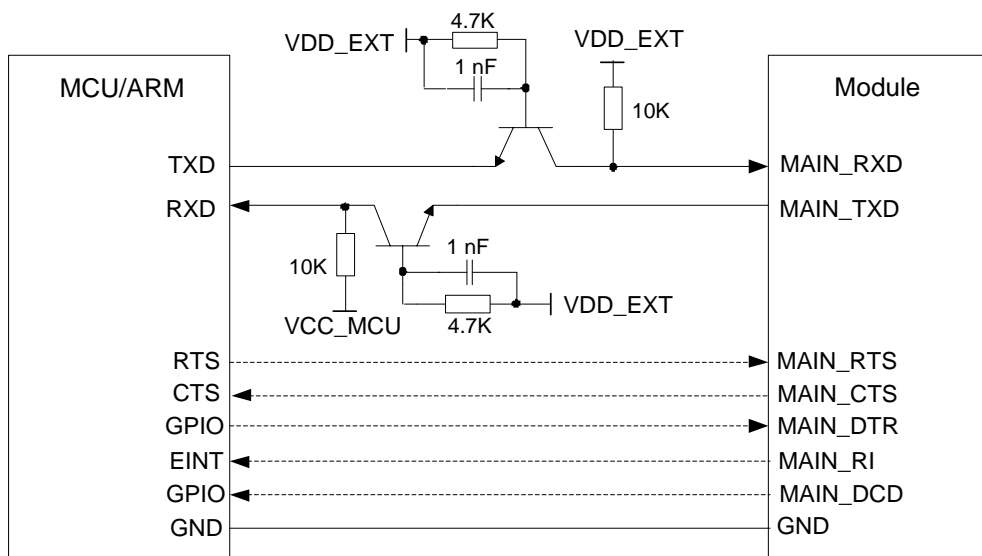 4.7K
VDD_EXT
VDD_EXT
1 nF
MCU/ARM
Module
10K
TXD
MAIN_RXD
RXD
MAIN_TXD
1 nF
10K
VDD_EXT
VCC_MCU
4.7K
RTS
MAIN_RTS
CTS
MAIN_CTS
GPIO
MAIN_DTR
EINT
MAIN_RI
GPIO
MAIN_DCD
GND
GND